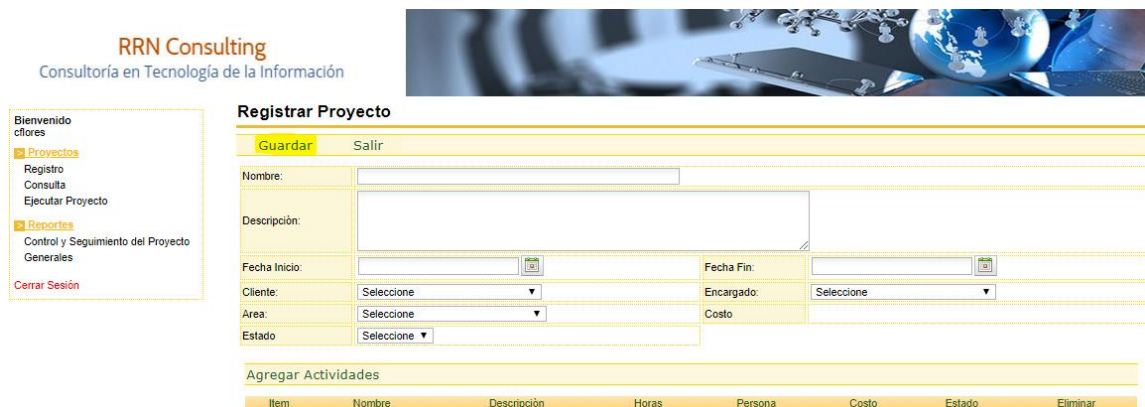 RRN Consulting
Consultoría en Tecnología de la Información
Bienvenido
cflores
Proyectos
Registro
Consulta
Ejecutar Proyecto
Reportes
Control y Seguimiento del Proyecto
Generales
Cerrar Sesión
Registrar Proyecto
Guardar Salir
Nombre:
Descripciòn:
Fecha Inicio: Fecha Fin:
Cliente: Seleccione Encargado: Seleccione
Area: Seleccione Costo
Estado Seleccione
Agregar Actividades
Item Nombre Descripciòn Horas Persona Costo Estado Eliminar